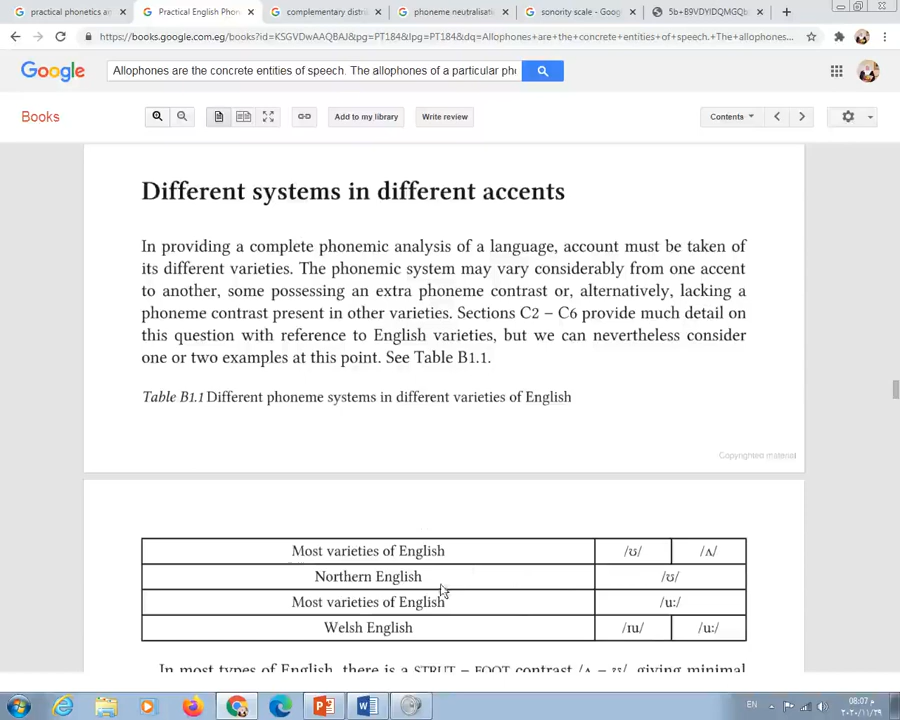 practical phonetics a
Practical English Phon
complementary distri
phoneme neutralisati
sonority scale - Goog
5b+B9VDYIDQMGQb
https://books.google.com.eg/books?id=KSGVDwAAQBAJ&pg=PT184&lpg=PT184&dq=Allophones+are+the+concrete+entities+of+speech.+The+allophones...
Google
Allophones are the concrete entities of speech. The allophones of a particular ph
Books
Add to my library
Write review
Contents
Different systems in different accents
In providing a complete phonemic analysis of a language, account must be taken of
its different varieties. The phonemic system may vary considerably from one accent
to another, some possessing an extra phoneme contrast or, alternatively, lacking a
phoneme contrast present in other varieties. Sections C2 – C6 provide much detail on
this question with reference to English varieties, but we can nevertheless consider
one or two examples at this point. See Table B1.1.
Table B1.1 Different phoneme systems in different varieties of English
Copyrighted material
Most varieties of English /ʊ/ /ʌ/
Northern English /ʊ/
Most varieties of English /uː/
Welsh English /ɪu/ /uː/
In most types of English, there is a STRUT – FOOT contrast /ʌ – ʊ/, giving minimal
EN
08:07 م
٢٠٢٠/١١/٢٩